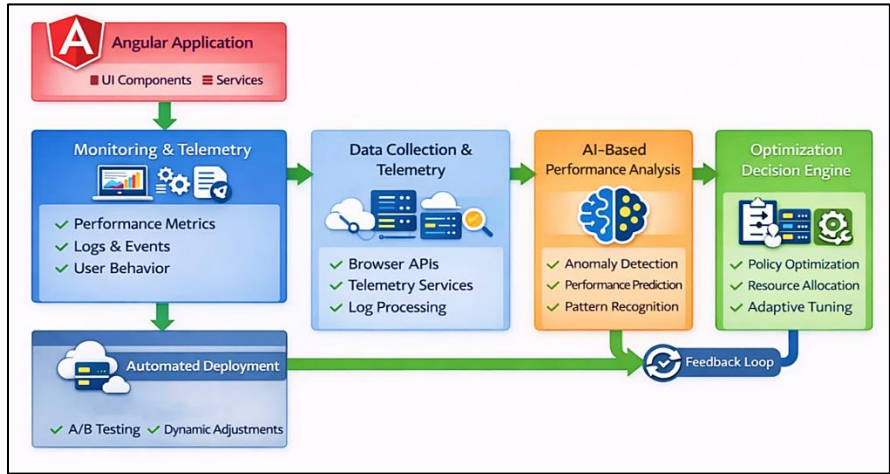 A
Angular Application
UI Components Services
Monitoring & Telemetry
Performance Metrics
Logs & Events
User Behavior
Data Collection &
Telemetry
Browser APIs
Telemetry Services
Log Processing
AI-Based
Performance Analysis
Anomaly Detection
Performance Prediction
Pattern Recognition
Optimization
Decision Engine
Policy Optimization
Resource Allocation
Adaptive Tuning
Automated Deployment
A/B Testing Dynamic Adjustments
Feedback Loop